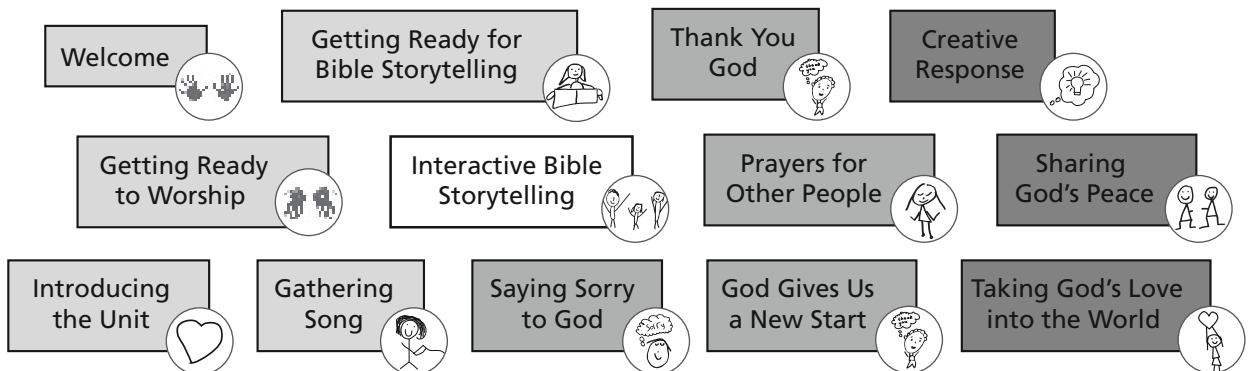 Welcome
Getting Ready for
Bible Storytelling
Thank You
God
Creative
Response
Getting Ready
to Worship
Interactive Bible
Storytelling
Prayers for
Other People
Sharing
God's Peace
Introducing
the Unit
Gathering
Song
Saying Sorry
to God
Sorry
God Gives Us
a New Start
Taking God's Love
into the World